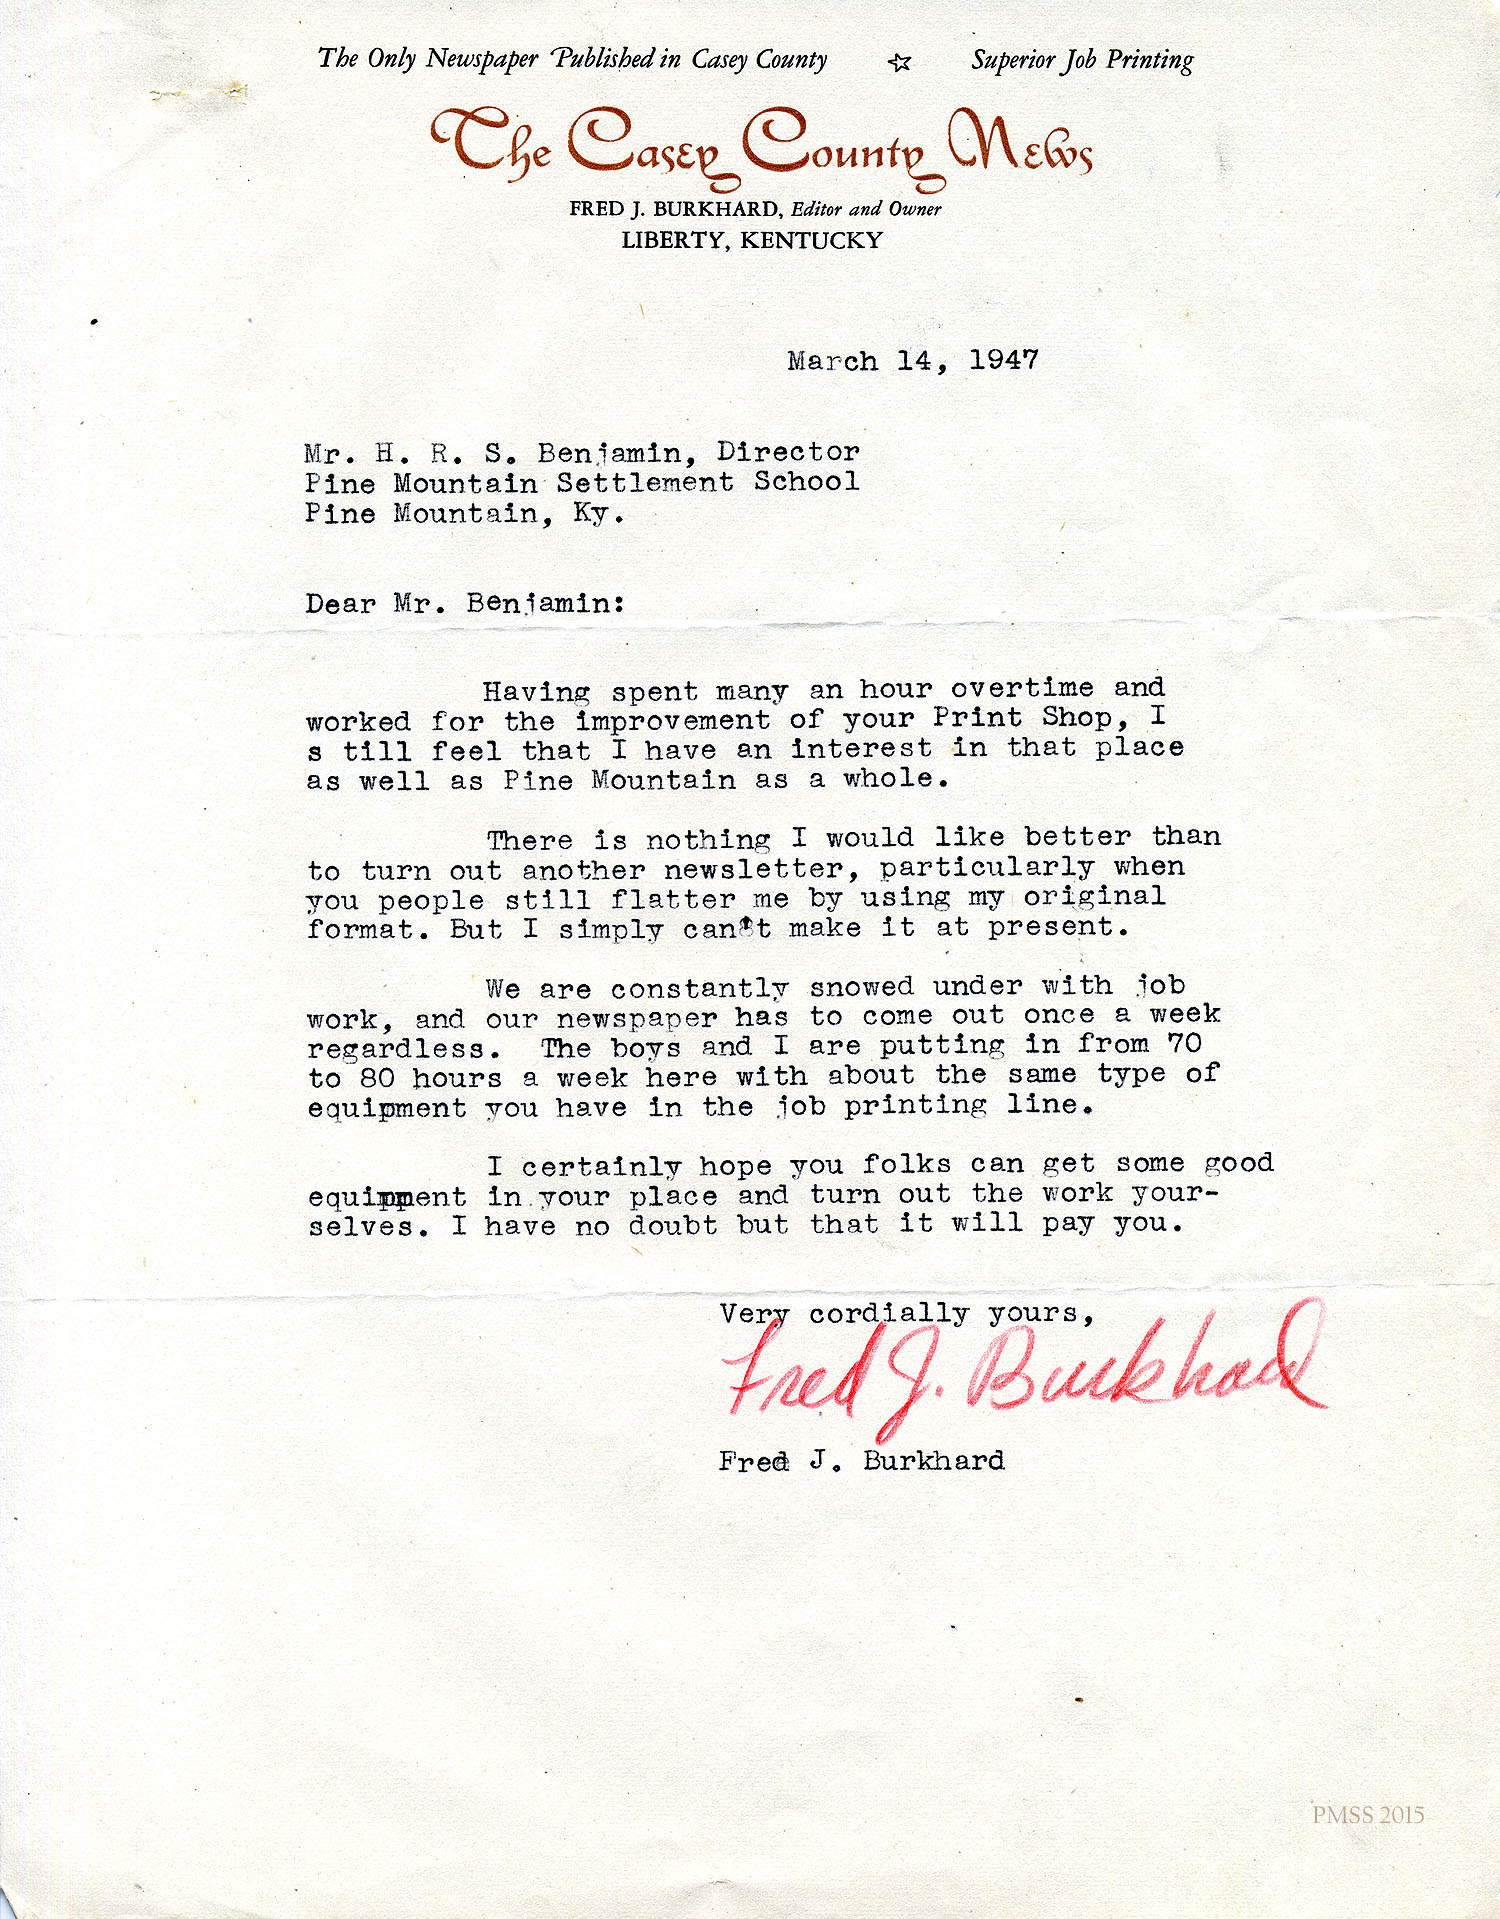 The Only Newspaper Published in Casey County ☆ Superior Job Printing
The Casey County News
FRED J. BURKHARD, Editor and Owner
LIBERTY, KENTUCKY
March 14, 1947
Mr. H. R. S. Benjamin, Director
Pine Mountain Settlement School
Pine Mountain, Ky.
Dear Mr. Benjamin:
Having spent many an hour overtime and
worked for the improvement of your Print Shop, I
s till feel that I have an interest in that place
as well as Pine Mountain as a whole.
There is nothing I would like better than
to turn out another newsletter, particularly when
you people still flatter me by using my original
format. But I simply can't make it at present.
We are constantly snowed under with job
work, and our newspaper has to come out once a week
regardless. The boys and I are putting in from 70
to 80 hours a week here with about the same type of
equipment you have in the job printing line.
I certainly hope you folks can get some good
equipment in your place and turn out the work your-
selves. I have no doubt but that it will pay you.
Very cordially yours,
Fred J. Burkhard
Fred J. Burkhard
PMSS 2015